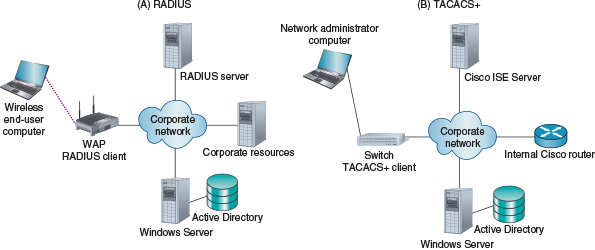 (A) RADIUS
RADIUS server
Wireless
end-user
computer
WAP
RADIUS client
Corporate
network
Corporate resources
Active Directory
Windows Server
(B) TACACS+
Network administrator
computer
Cisco ISE Server
Switch
TACACS+ client
Corporate
network
Internal Cisco router
Active Directory
Windows Server